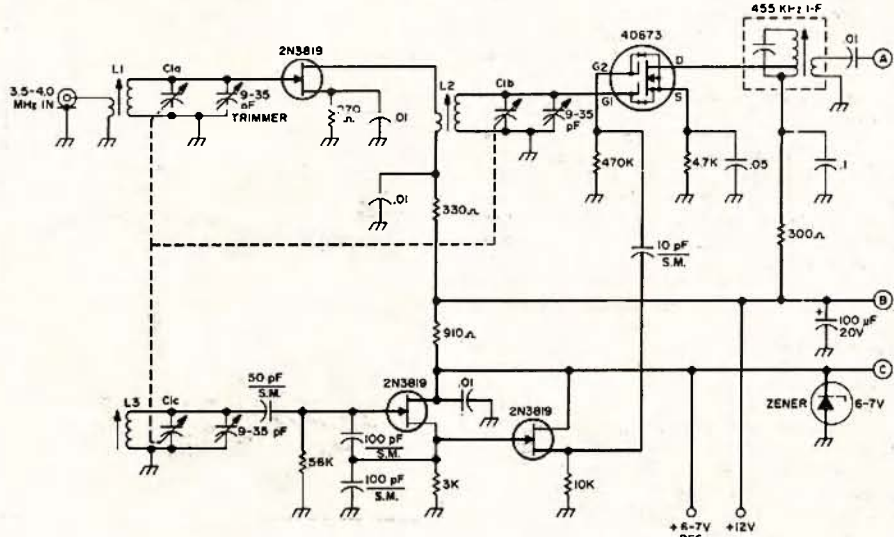 455 KHz I-F
2N3819
40673
.01
A
L1
C1a
3.5-4.0
MHz IN
9-35
pF
TRIMMER
270
Ω
.01
L2
C1b
9-35
pF
G2
G1
D
S
470K
4.7K
.05
.1
.01
330Ω
10 pF
S.M.
300Ω
B
910Ω
+
100 µF
20V
C
50 pF
S.M.
2N3819
.01
2N3819
ZENER
6-7V
L3
C1c
9-35 pF
56K
100 pF
S.M.
100 pF
S.M.
3K
10K
+6-7V
REG
+12V